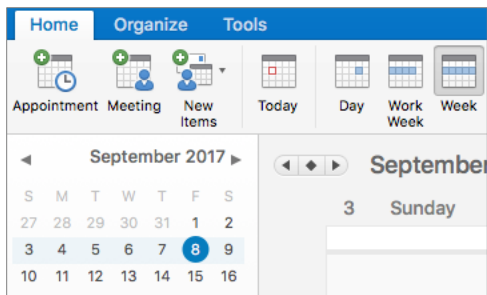 Home Organize Tools
Appointment Meeting New Items Today Day Work Week Week
September 2017
September
S M T W T F S
3 Sunday
27 28 29 30 31 1 2
3 4 5 6 7 8 9
10 11 12 13 14 15 16